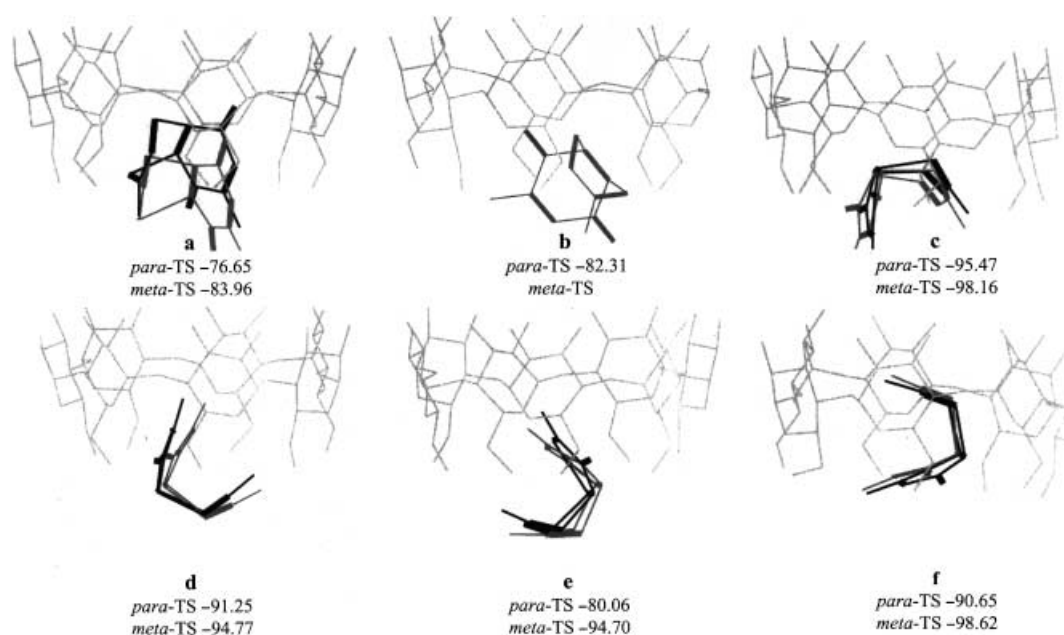 a
para-TS –76.65
meta-TS –83.96
b
para-TS –82.31
meta-TS
c
para-TS –95.47
meta-TS –98.16
d
para-TS –91.25
meta-TS –94.77
e
para-TS –80.06
meta-TS –94.70
f
para-TS –90.65
meta-TS –98.62